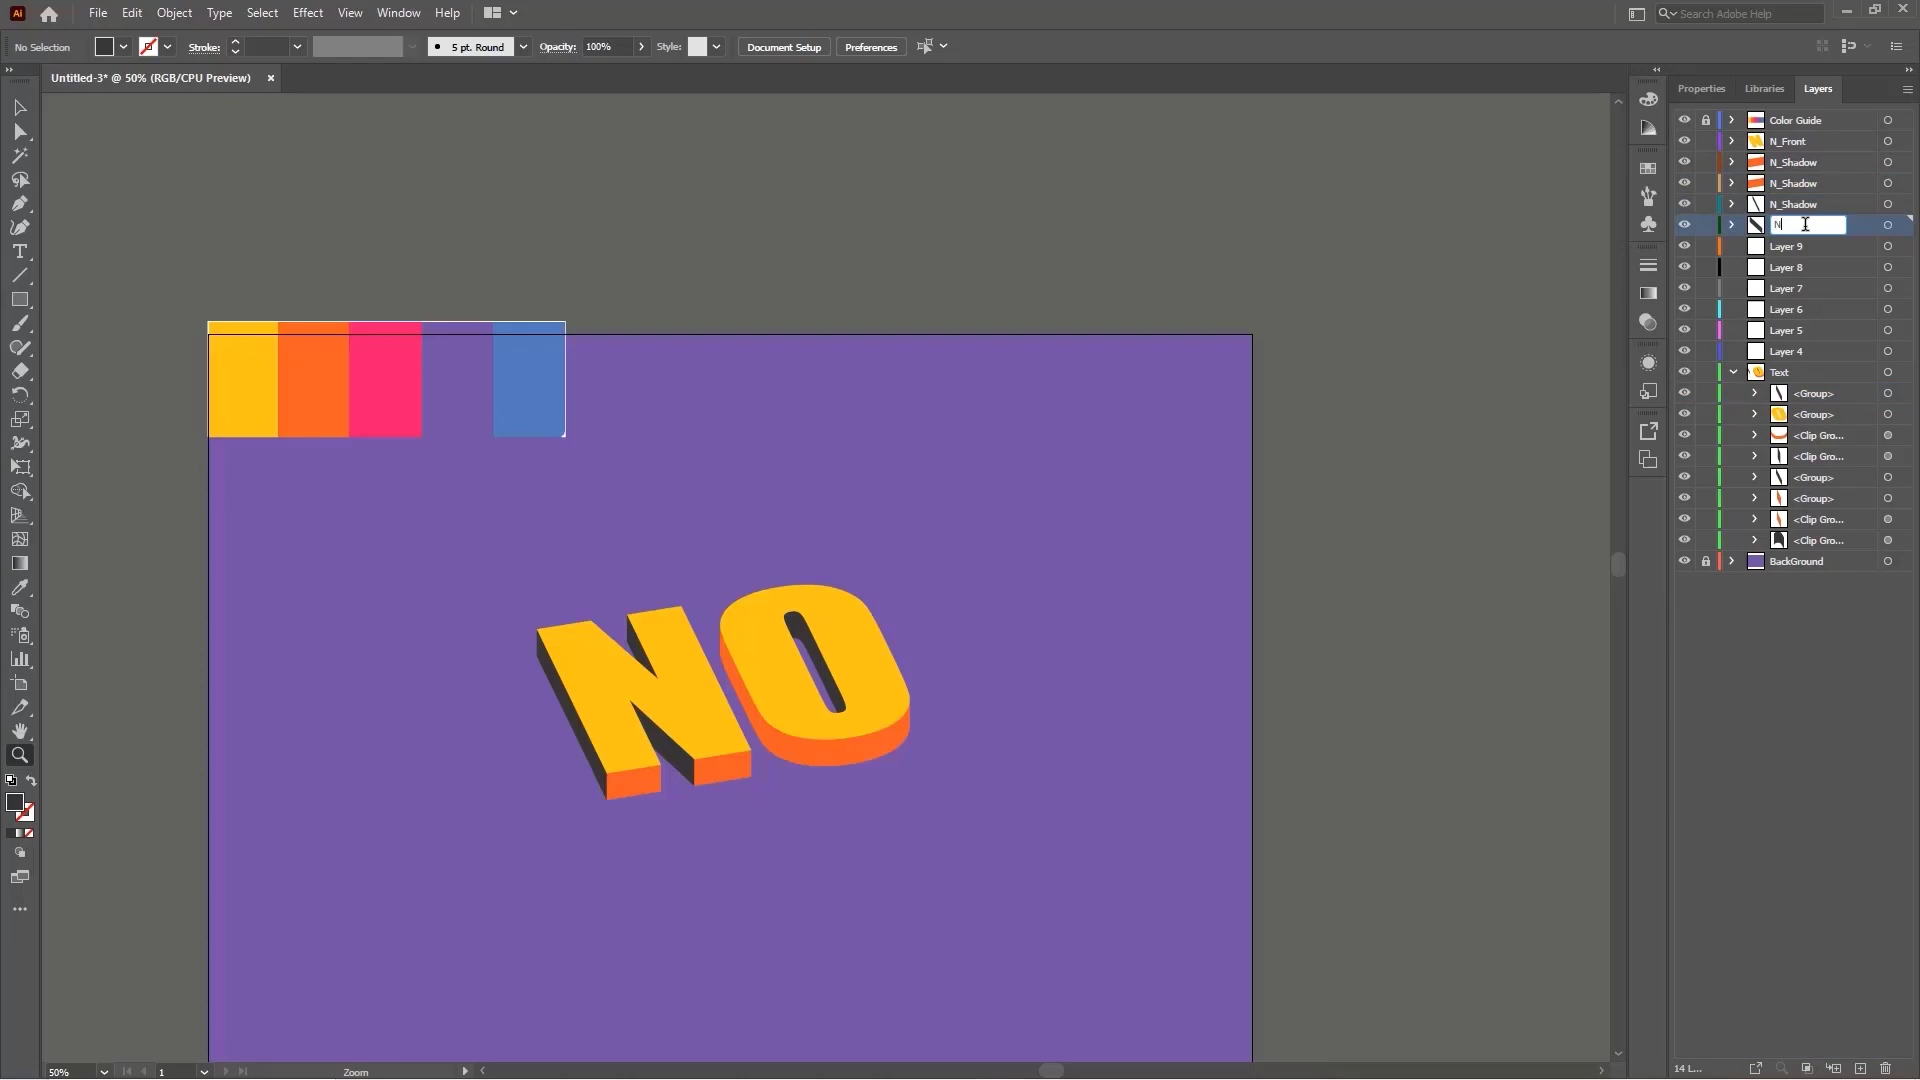 Ai File Edit Object Type Select Effect View Window Help Search Adobe Help
No Selection Stroke: 5 pt. Round Opacity: 100% Style: Document Setup Preferences
Untitled-3* @ 50% (RGB/CPU Preview) ×
Properties Libraries Layers
Color Guide
N_Front
N_Shadow
N_Shadow
N_Shadow
N
Layer 9
Layer 8
Layer 7
Layer 6
Layer 5
Layer 4
Text
<Group>
<Group>
<Clip Gro...
<Clip Gro...
<Group>
<Group>
<Clip Gro...
<Clip Gro...
BackGround
NO
50% 1 Zoom
14 L...